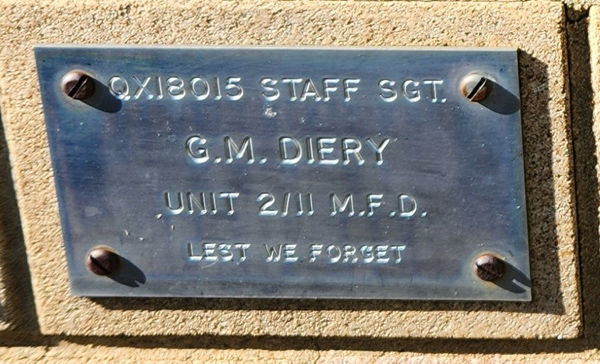 QX18015 STAFF SGT.
G.M. DIERY
UNIT 2/11 M.F.D.
LEST WE FORGET